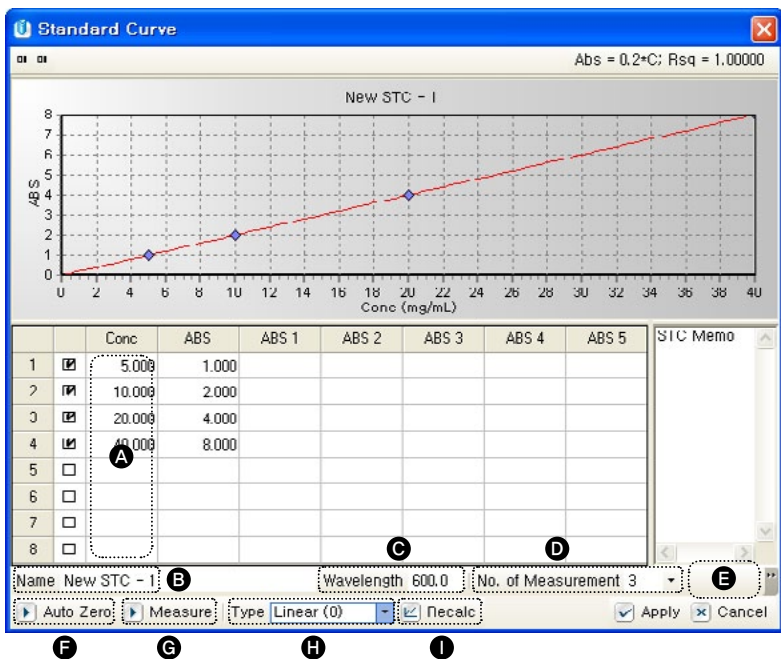 Standard Curve
Abs = 0.2*C; Rsq = 1.00000
New STC - 1
8
7
6
5
4
3
2
1
0
ABS
0 2 4 6 8 10 12 14 16 18 20 22 24 26 28 30 32 34 36 38 40
Conc (mg/mL)
Conc ABS ABS 1 ABS 2 ABS 3 ABS 4 ABS 5 STC Memo
1 5.000 1.000
2 10.000 2.000
3 20.000 4.000
4 40.000 8.000
A
5
6
7
8
C D
Name New STC - 1 B Wavelength 600.0 No. of Measurement 3 E "
Auto Zero Measure Type Linear (0) Recalc Apply Cancel
F G H I